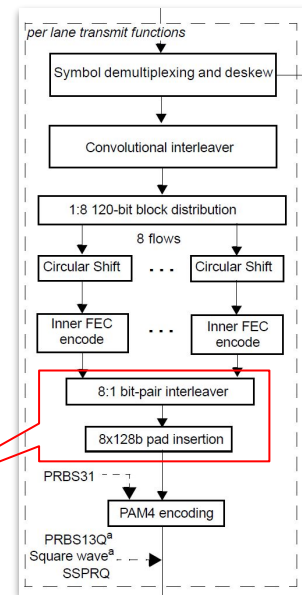 per lane transmit functions
Symbol demultiplexing and deskew
Convolutional interleaver
1:8 120-bit block distribution
8 flows
Circular Shift
. . .
Circular Shift
Inner FEC
encode
. . .
Inner FEC
encode
8:1 bit-pair interleaver
8x128b pad insertion
PRBS31
PAM4 encoding
PRBS13Qª
Square waveª
SSPRQ